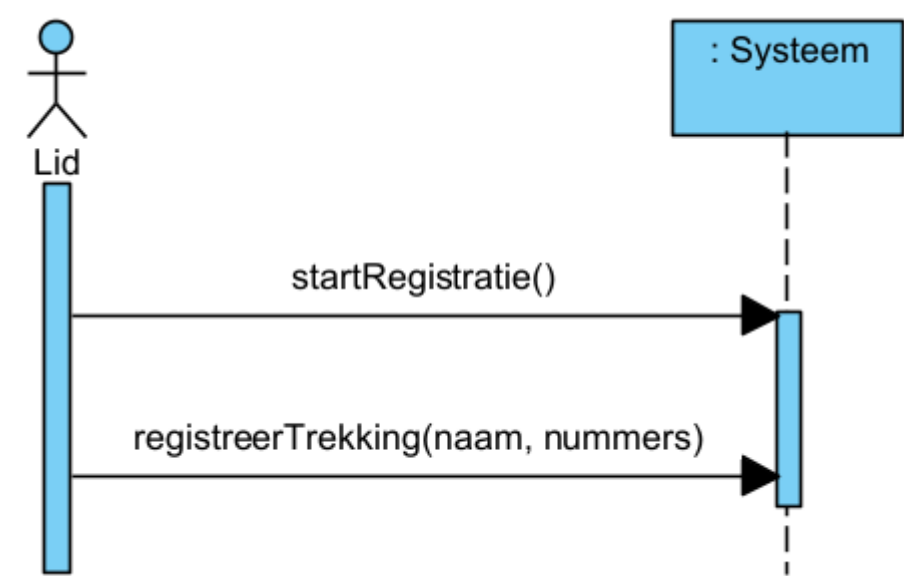 : Systeem
Lid
startRegistratie()
registreerTrekking(naam, nummers)